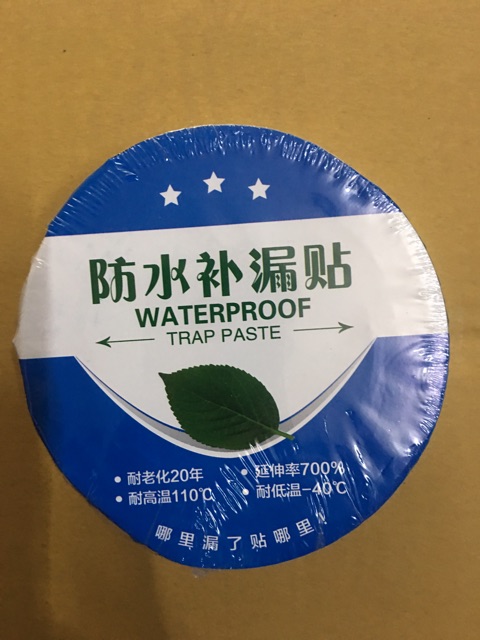 防水补漏贴
WATERPROOF
TRAP PASTE
• 耐老化20年 • 延伸率700%
• 耐高温110℃ • 耐低温-40℃
哪里漏了贴哪里